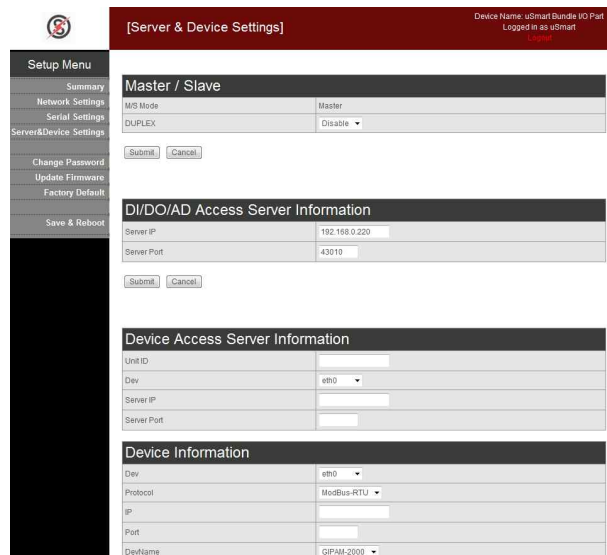 [Server & Device Settings]
Device Name: uSmart Bundle I/O Part
Logged in as uSmart
Logout
Setup Menu
Summary
Network Settings
Serial Settings
Server&Device Settings
Change Password
Update Firmware
Factory Default
Save & Reboot
Master / Slave
M/S Mode Master
DUPLEX Disable
Submit Cancel
DI/DO/AD Access Server Information
Server IP 192.168.0.220
Server Port 43010
Submit Cancel
Device Access Server Information
Unit ID
Dev eth0
Server IP
Server Port
Device Information
Dev eth0
Protocol ModBus-RTU
IP
Port
DevName GIPAM-2000